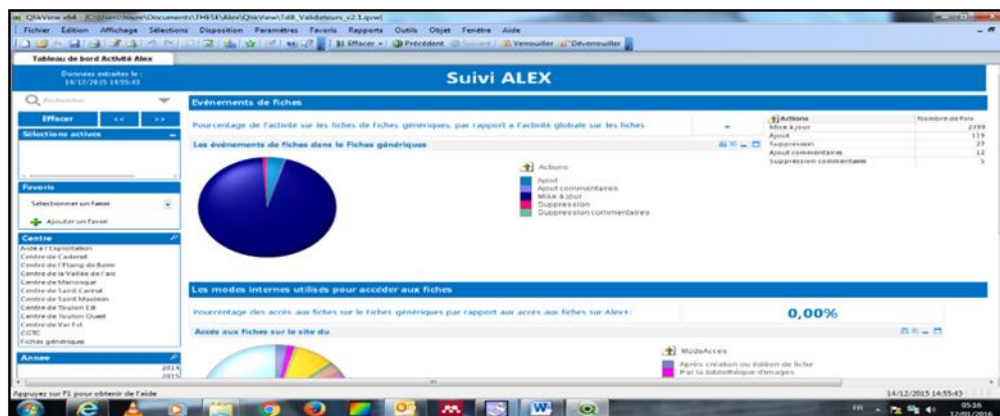 QlikView x64 - [C:\Users\toure\Documents\THESE\Alex\QlikView\TdB_Validateurs_v2.1.qvw]
Fichier Édition Affichage Sélections Disposition Paramètres Favoris Rapports Outils Objet Fenêtre Aide
Effacer Précédent Suivant Verrouiller Déverrouiller
Tableau de bord Activité Alex
Données extraites le :
14/12/2015 14:55:43
Suivi ALEX
Rechercher
Effacer << >>
Sélections actives
Favoris
Sélectionner un favori
Ajouter un favori
Centre
Aide à l'Exploitation
Centre de Cadenet
Centre de l'Etang de Berre
Centre de la Vallée de l'arc
Centre de Manosque
Centre de Saint Cannat
Centre de Saint Maximin
Centre de Toulon Est
Centre de Toulon Ouest
Centre de Var Est
CGTC
Fiches génériques
Annee
2014
2015
Evénements de fiches
Pourcentage de l'activité sur les fiches de Fiches génériques, par rapport a l'activité globale sur les fiches
-
Les événements de fiches dans le Fiches génériques
Actions
Ajout
Ajout commentaires
Mise à jour
Suppression
Suppression commentaires
Actions Nombre de fois
Mise à jour 2799
Ajout 119
Suppression 27
Ajout commentaires 12
Suppression commentaires 5
Les modes internes utilisés pour accéder aux fiches
Pourcentage des accès aux fiches sur le Fiches génériques par rapport aux accès aux fiches sur Alex+:
0,00%
Accès aux fiches sur le site du
ModeAcces
Après création ou édition de fiche
Par la bibliothèque d'images
Appuyez sur F1 pour obtenir de l'aide
14/12/2015 14:55:43
FR
05:16
12/01/2016